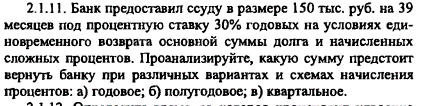 2.1.11. Банк предоставил ссуду в размере 150 тыс. руб. на 39
месяцев под процентную ставку 30% годовых на условиях еди-
новременного возврата основной суммы долга и начисленных
сложных процентов. Проанализируйте, какую сумму предстоит
вернуть банку при различных вариантах и схемах начисления
процентов: а) годовое; б) полугодовое; в) квартальное.